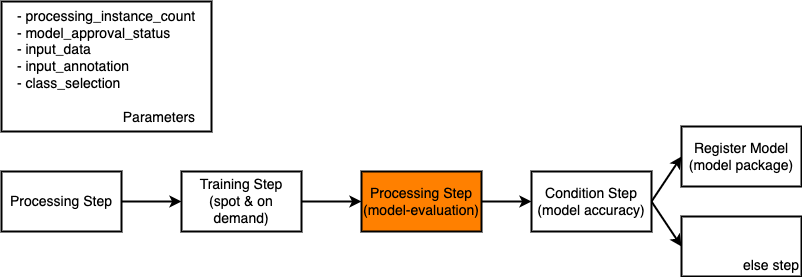 - processing_instance_count
- model_approval_status
- input_data
- input_annotation
- class_selection
Parameters
Processing Step
Training Step
(spot & on
demand)
Processing Step
(model-evaluation)
Condition Step
(model accuracy)
Register Model
(model package)
else step